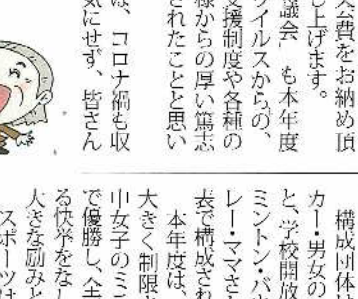 会費をお納め頂
し上げます。
議会 も本年度
イルスからの、
支援制度や各種の
様からの厚い篤志
されたことと思い
は、コロナ禍も収
気にせず、皆さん
構成団体
カー・男女の
と、学校開放
ミントン・バ
レー・ママさ
表で構成され
本年度は、
大きく制限
中女子のミニ
で優勝し、全
る快挙をな
大きな励みと
スポーツは